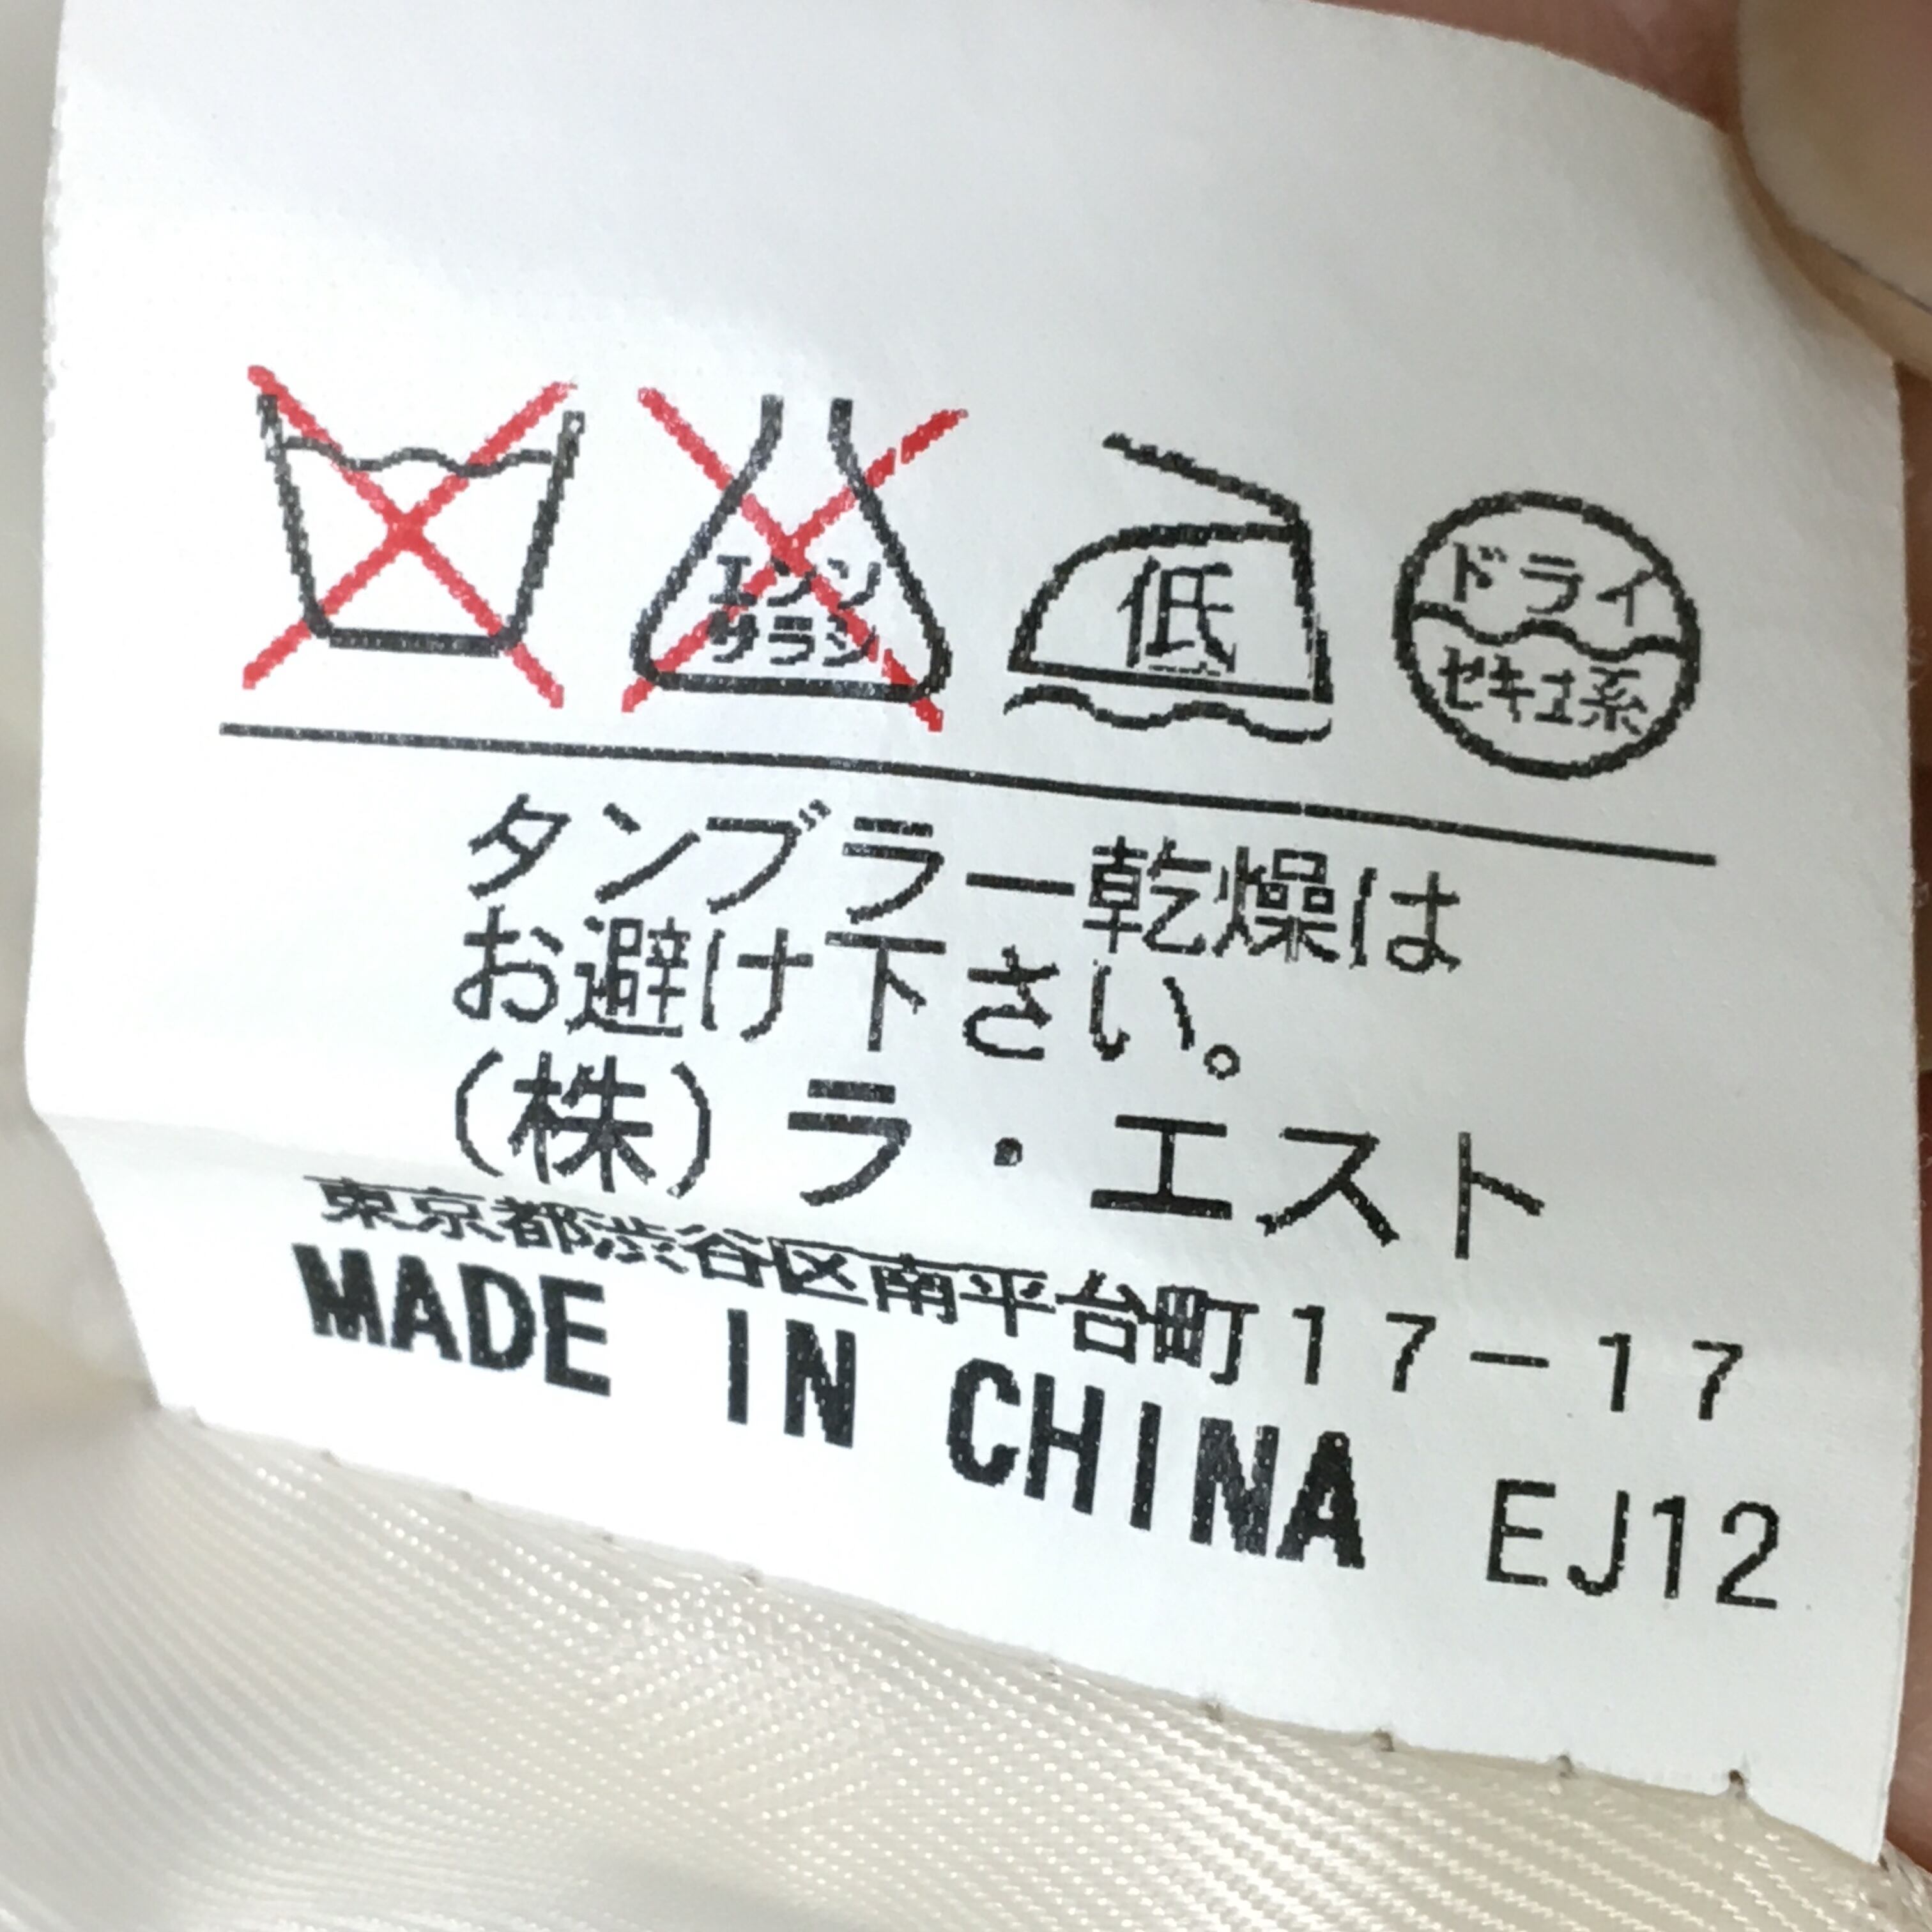 エンソ
サラシ
低
ドライ
セキユ系
タンブラー乾燥は
お避け下さい。
(株)ラ・エスト
東京都渋谷区南平台町17-17
MADE IN CHINA EJ12